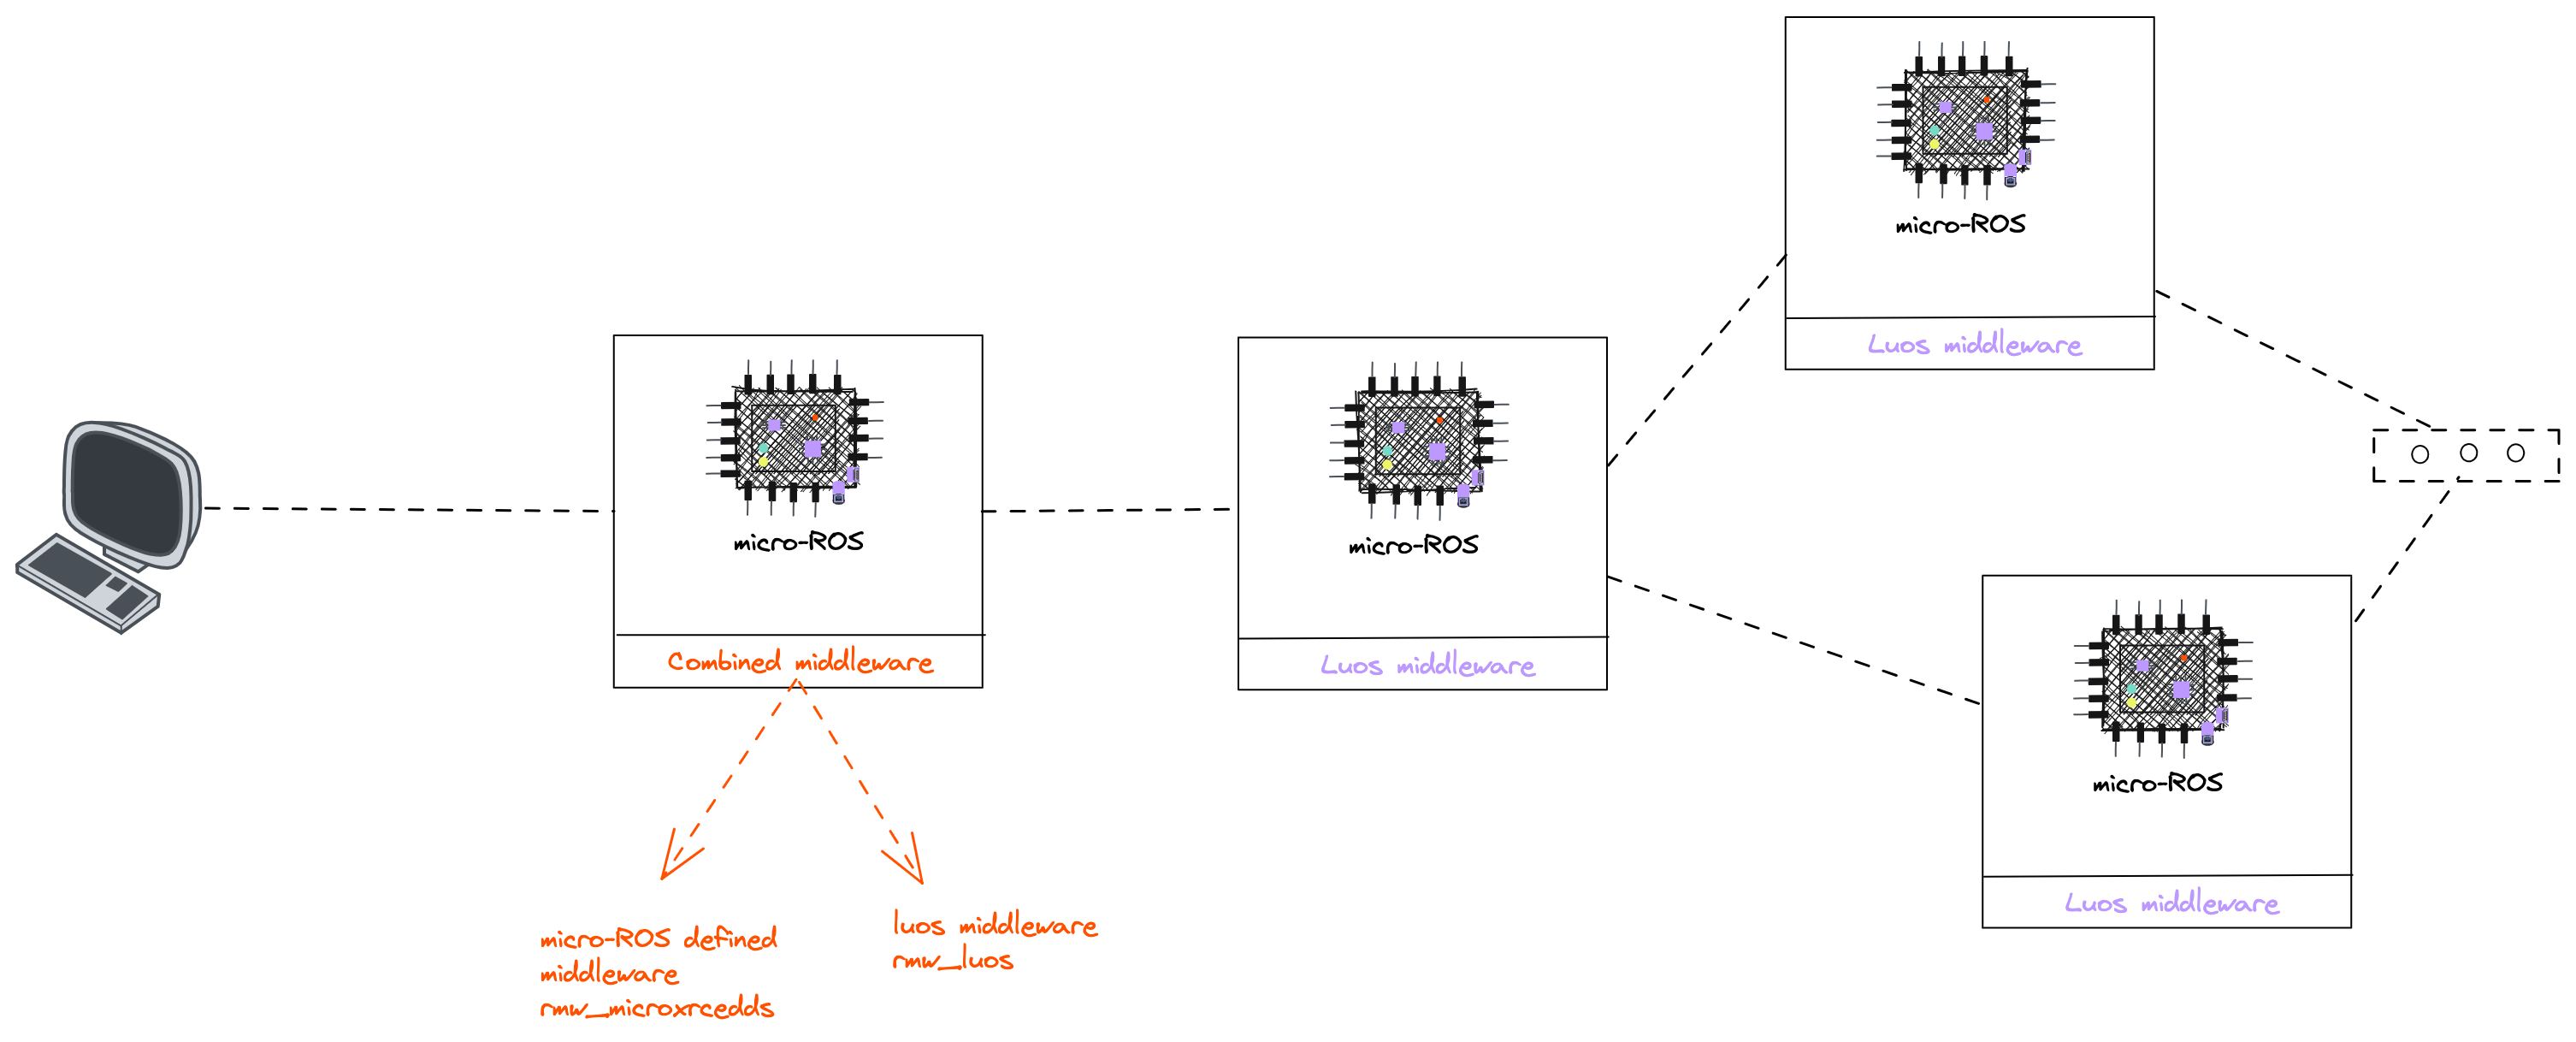 micro-ROS
Combined middleware
micro-ROS defined
middleware
rmw_microxrcedds
luos middleware
rmw_luos
micro-ROS
Luos middleware
micro-ROS
Luos middleware
micro-ROS
Luos middleware